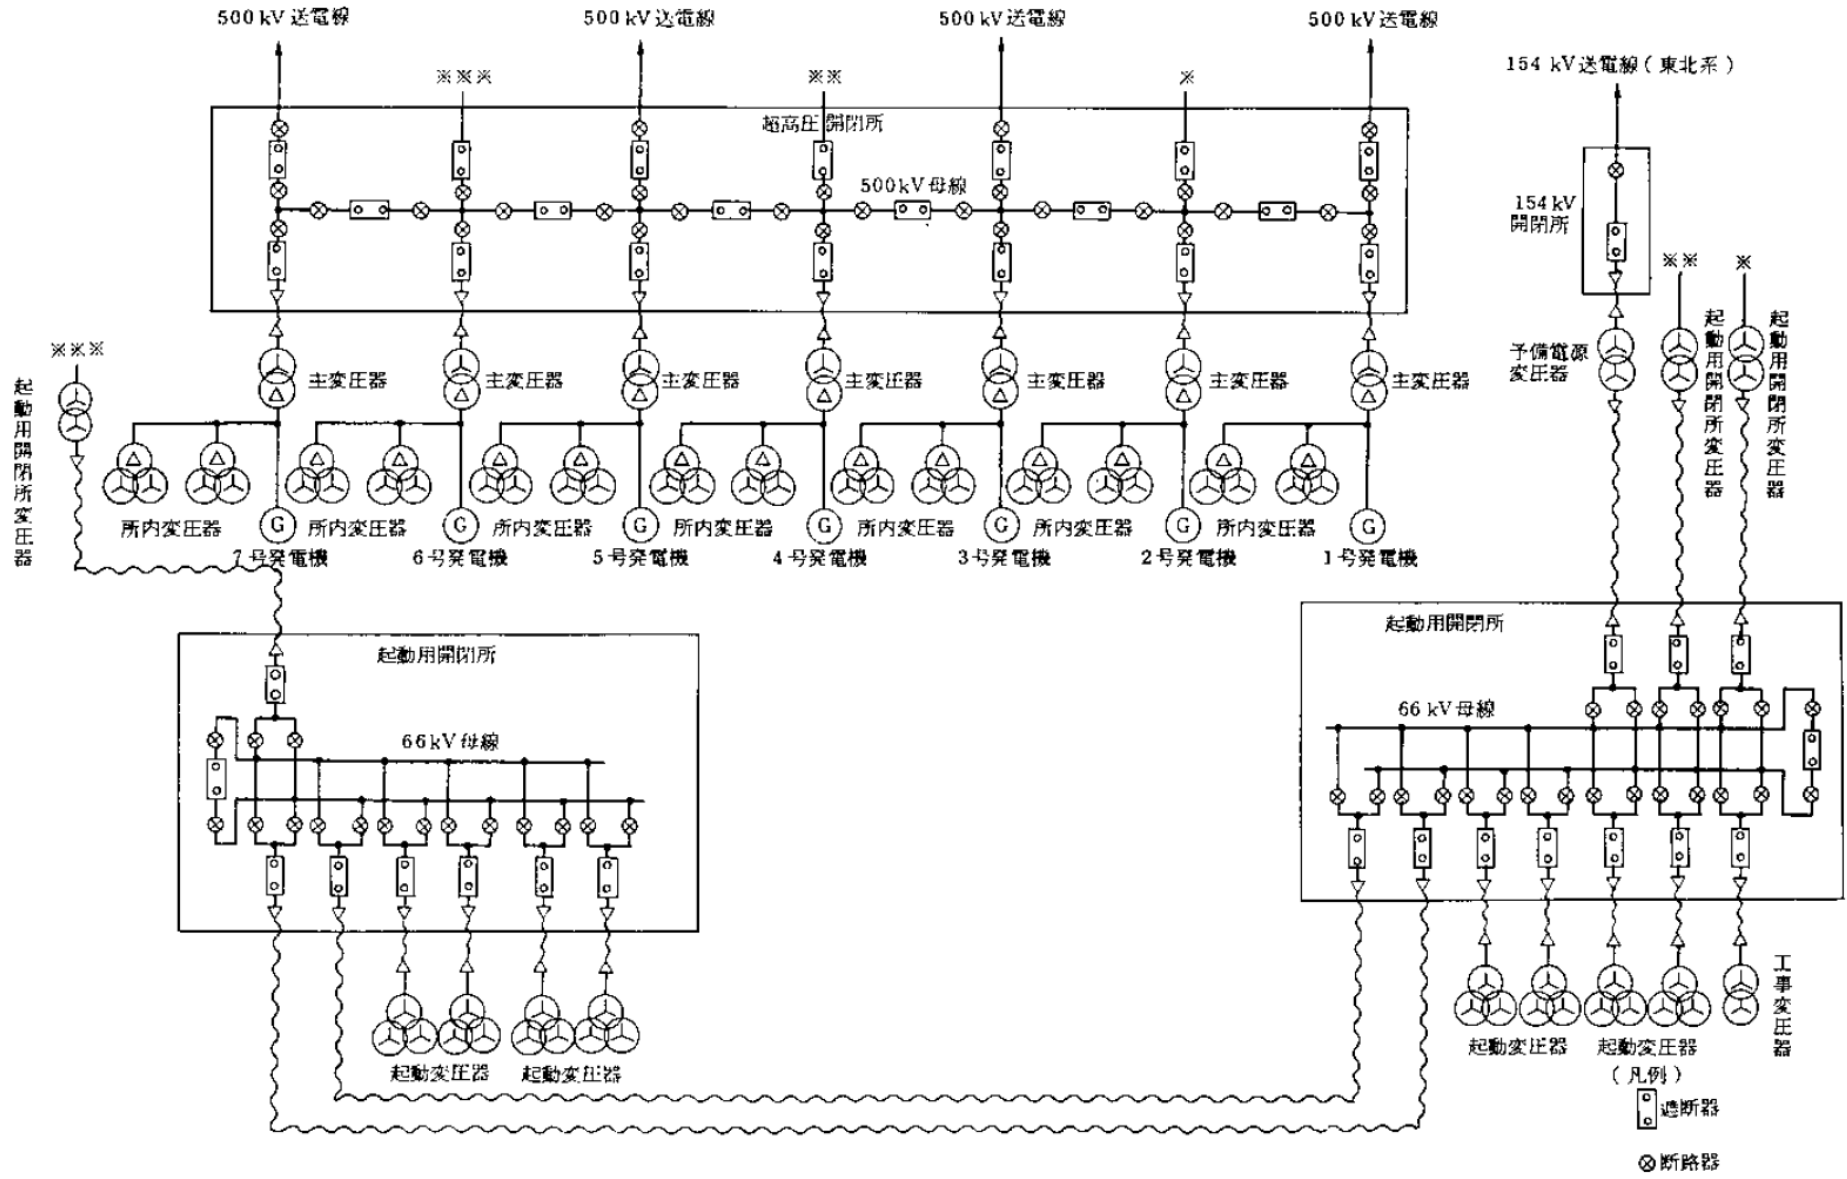 500 kV 送電線
500 kV 送電線
500 kV 送電線
500 kV 送電線
154 kV 送電線 (東北系)
※※※
※※
※
超高圧開閉所
500kV 母線
154 kV
開閉所
※※
※
※※※
起動用開閉所変圧器
主変圧器
主変圧器
主変圧器
主変圧器
主変圧器
主変圧器
主変圧器
予備電源
変圧器
起動用開閉所変圧器
起動用開閉所変圧器
所内変圧器
G
所内変圧器
G
所内変圧器
G
所内変圧器
G
所内変圧器
G
所内変圧器
G
所内変圧器
G
7号発電機
6号発電機
5号発電機
4号発電機
3号発電機
2号発電機
1号発電機
起動用開閉所
66kV 母線
起動用開閉所
66 kV 母線
起動変圧器
起動変圧器
起動変圧器
起動変圧器
工事変圧器
(凡例)
遮断器
断路器